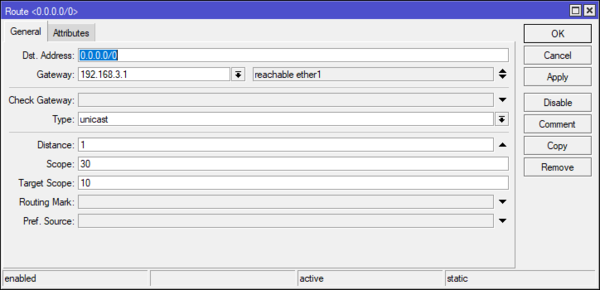 Route <0.0.0.0/0>
General Attributes
Dst. Address: 0.0.0.0/0
Gateway: 192.168.3.1 reachable ether1
Check Gateway:
Type: unicast
Distance: 1
Scope: 30
Target Scope: 10
Routing Mark:
Pref. Source:
OK
Cancel
Apply
Disable
Comment
Copy
Remove
enabled active static